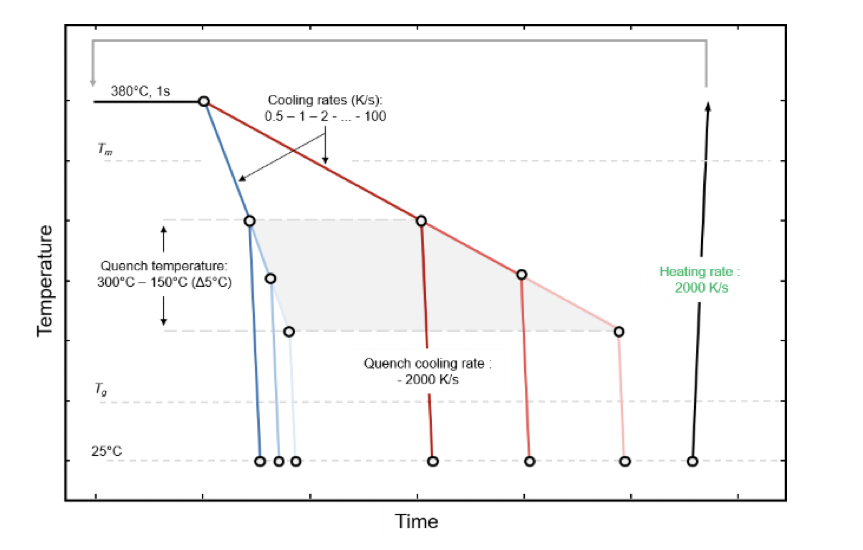 380°C, 1s
Cooling rates (K/s):
0.5 – 1 – 2 - ... - 100
Tm
Temperature
Quench temperature:
300°C – 150°C (Δ5°C)
Heating rate :
2000 K/s
Quench cooling rate :
- 2000 K/s
Tg
25°C
Time